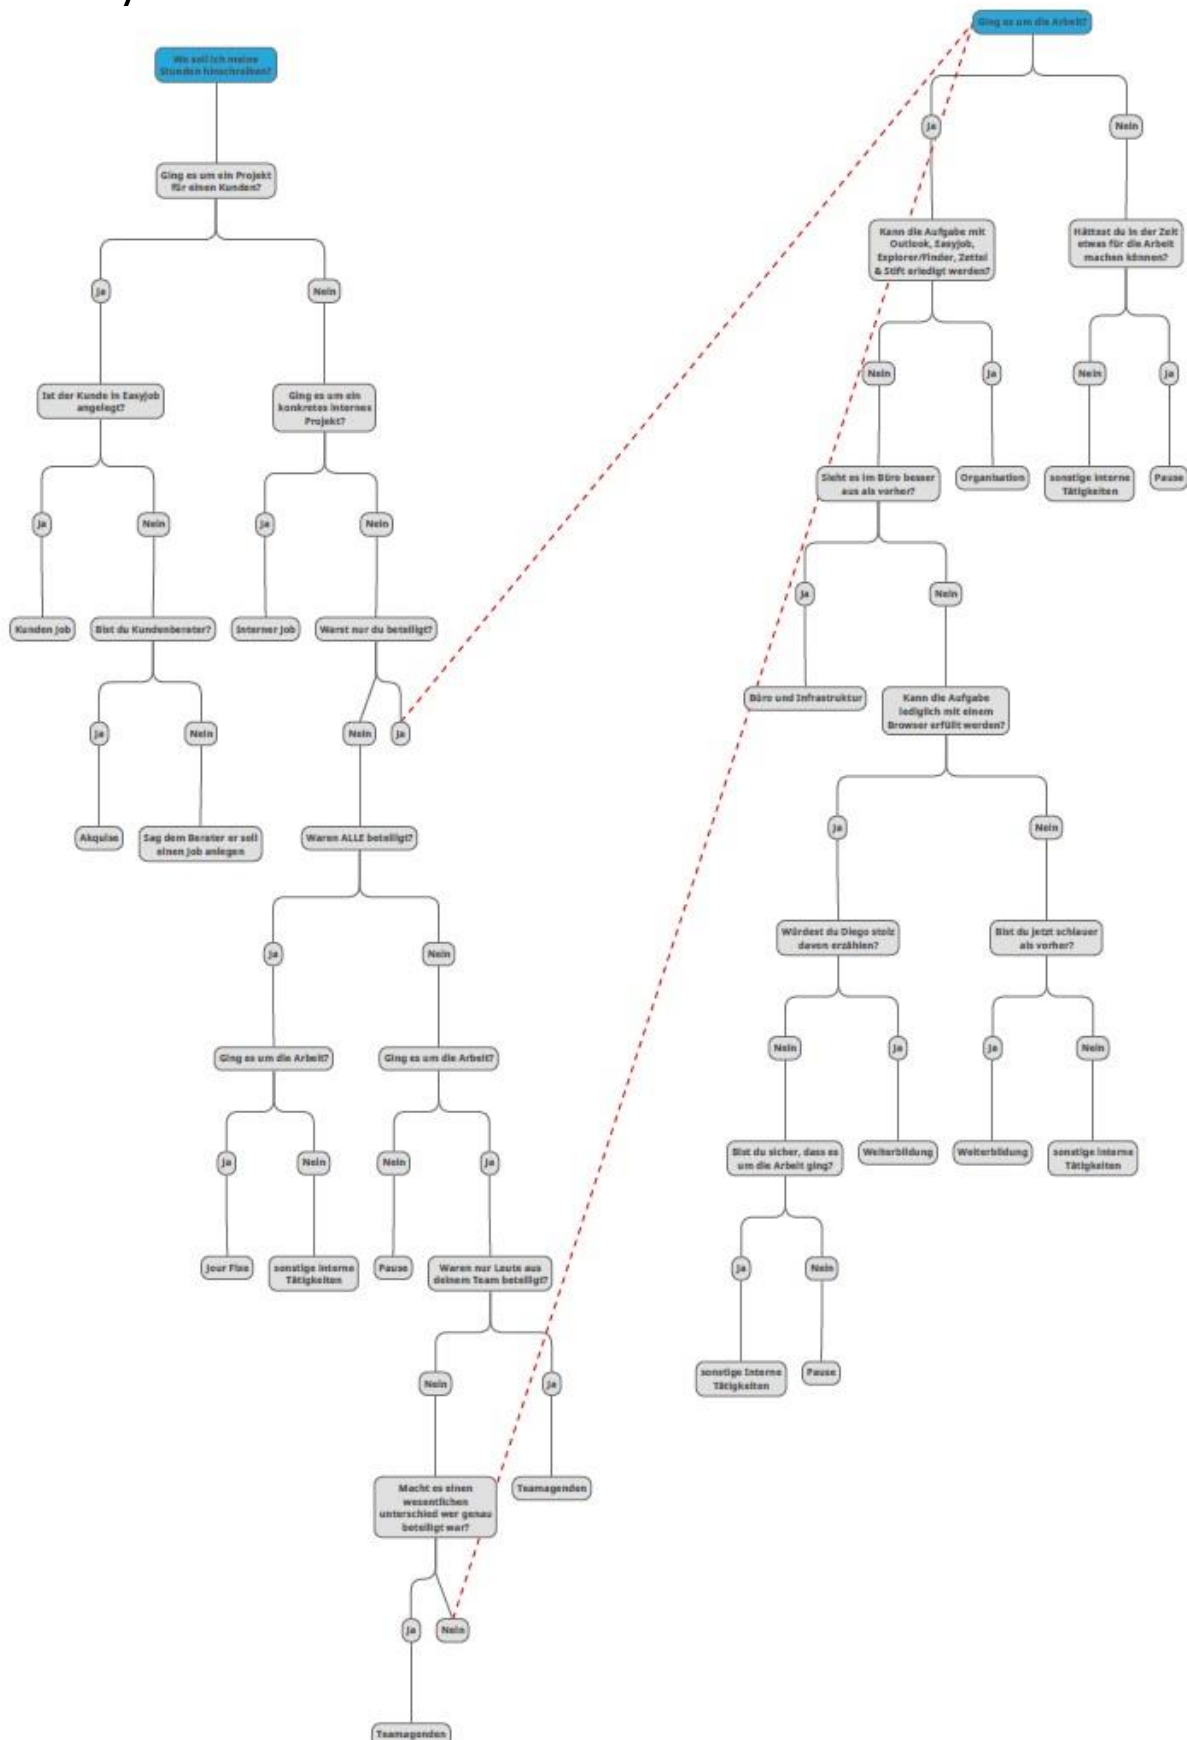 Wo soll ich meine
Stunden hinschreiben?
Ging es um ein Projekt
für einen Kunden?
Ja
Nein
Ist der Kunde in Easyjob
angelegt?
Ging es um ein
konkretes internes
Projekt?
Ja
Nein
Ja
Nein
Kunden Job
Bist du Kundenberater?
Interner Job
Warst nur du beteiligt?
Ja
Nein
Nein
Ja
Akquise
Sag dem Berater er soll
einen Job anlegen
Waren ALLE beteiligt?
Ja
Nein
Ging es um die Arbeit?
Ging es um die Arbeit?
Ja
Nein
Nein
Ja
Jour Fixe
sonstige interne
Tätigkeiten
Pause
Waren nur Leute aus
deinem Team beteiligt?
Nein
Ja
Macht es einen
wesentlichen
unterschied wer genau
beteiligt war?
Teamagenden
Ja
Nein
Teamagenden
Ging es um die Arbeit?
Ja
Nein
Kann die Aufgabe mit
Outlook, Easyjob,
Explorer/Finder, Zettel
& Stift erledigt werden?
Hättest du in der Zeit
etwas für die Arbeit
machen können?
Nein
Ja
Nein
Ja
Sieht es im Büro besser
aus als vorher?
Organisation
sonstige interne
Tätigkeiten
Pause
Ja
Nein
Büro und Infrastruktur
Kann die Aufgabe
lediglich mit einem
Browser erfüllt werden?
Ja
Nein
Würdest du Diego stolz
davon erzählen?
Bist du jetzt schlauer
als vorher?
Nein
Ja
Ja
Nein
Bist du sicher, dass es
um die Arbeit ging?
Weiterbildung
Weiterbildung
sonstige interne
Tätigkeiten
Ja
Nein
sonstige Interne
Tätigkeiten
Pause